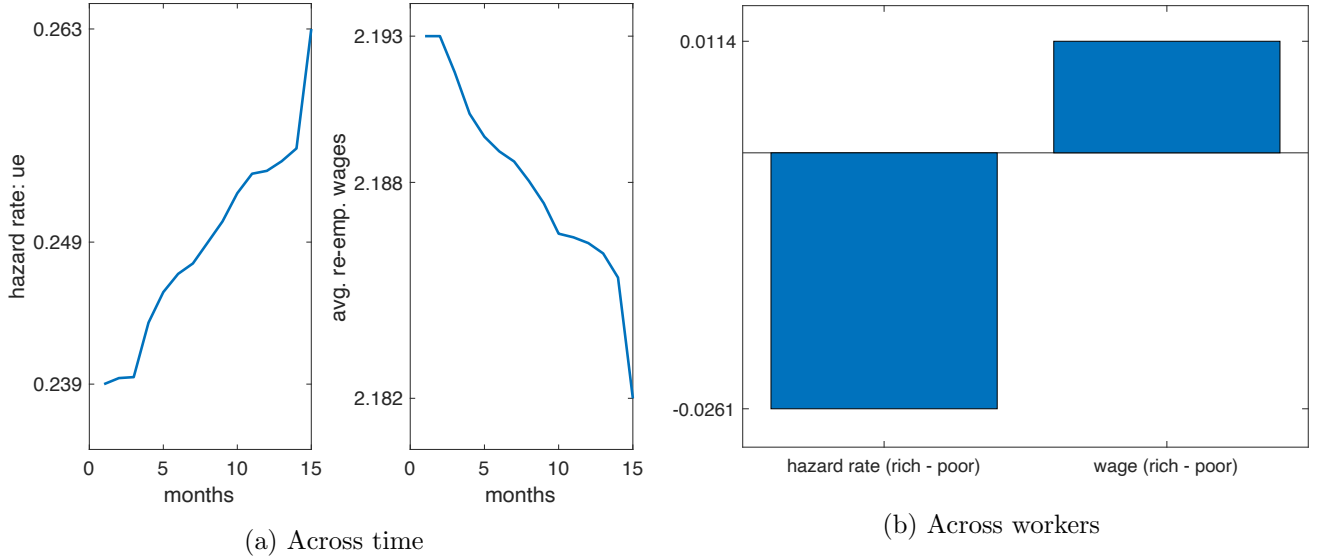 hazard rate: ue
0.263
0.249
0.239
0
5
10
15
months
avg. re-emp. wages
2.193
2.188
2.182
0
5
10
15
months
(a) Across time
0.0114
-0.0261
hazard rate (rich - poor)
wage (rich - poor)
(b) Across workers